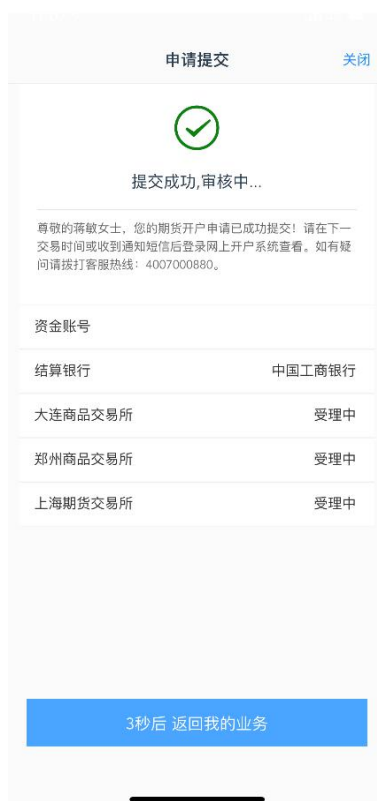 申请提交
关闭
提交成功,审核中...
尊敬的蒋敏女士，您的期货开户申请已成功提交！请在下一
交易时间或收到通知短信后登录网上开户系统查看。如有疑
问请拨打客服热线：4007000880。
资金账号
结算银行 中国工商银行
大连商品交易所 受理中
郑州商品交易所 受理中
上海期货交易所 受理中
3秒后 返回我的业务